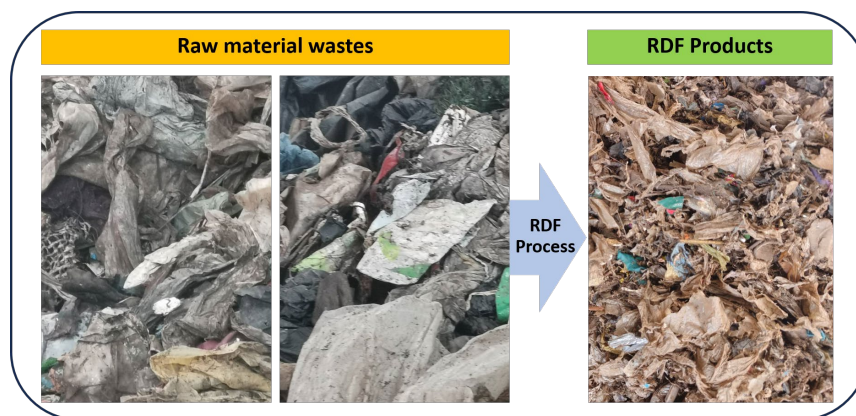 Raw material wastes
RDF Products
RDF
Process